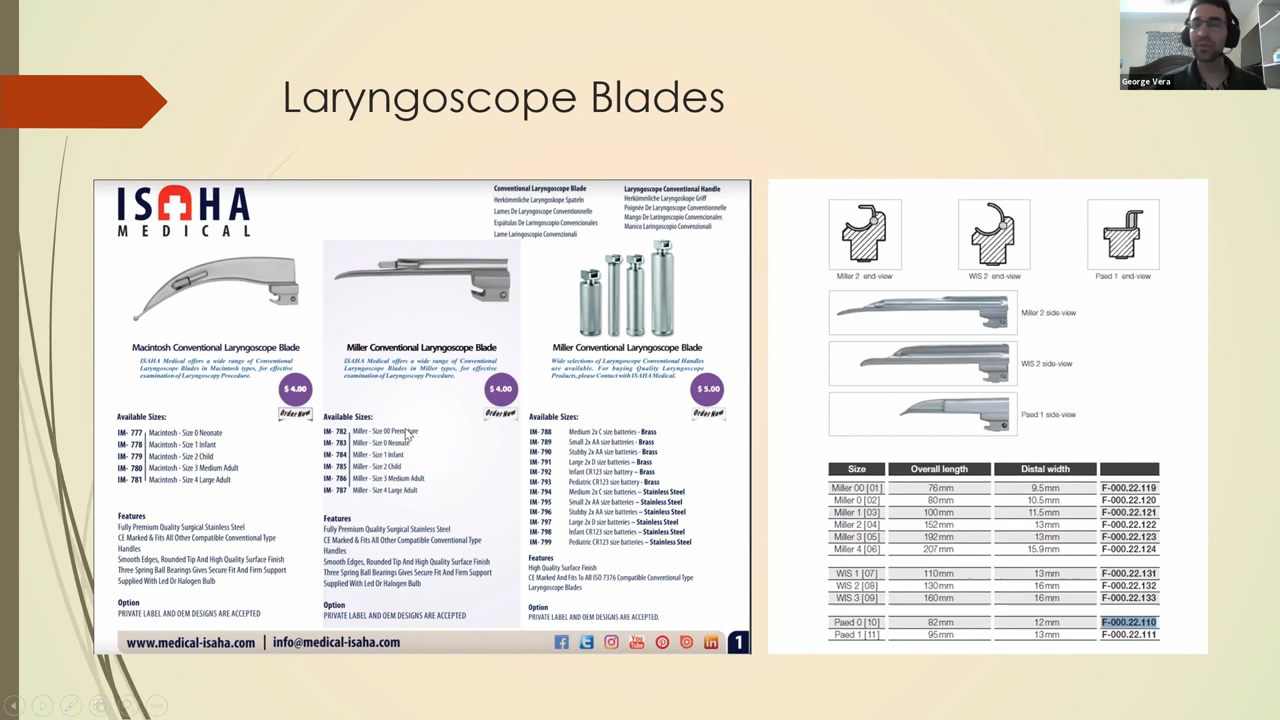 George Vera
Laryngoscope Blades
ISAHA
MEDICAL
Conventional Laryngoscope Blade
Herkömmliche Laryngoskope Spateln
Lames De Laryngoscope Conventionnelle
Espátulas De Laringoscopio Convencionales
Lame Laringoscopio Convenzionali
Laryngoscope Conventional Handle
Herkömmliche Laryngoskope Griff
Poignée De Laryngoscope Conventionnelle
Mango De Laringoscopio Convencionales
Manico Laringoscopio Convenzionali
Macintosh Conventional Laryngoscope Blade
ISAHA Medical offers a wide range of Conventional
Laryngoscope Blades in Macintosh types, for effective
examination of Laryngoscopy Procedure.
$ 4.00
Order Now
Available Sizes:
IM- 777 Macintosh - Size 0 Neonate
IM- 778 Macintosh - Size 1 Infant
IM- 779 Macintosh - Size 2 Child
IM- 780 Macintosh - Size 3 Medium Adult
IM- 781 Macintosh - Size 4 Large Adult
Features
Fully Premium Quality Surgical Stainless Steel
CE Marked & Fits All Other Compatible Conventional Type
Handles
Smooth Edges, Rounded Tip And High Quality Surface Finish
Three Spring Ball Bearings Gives Secure Fit And Firm Support
Supplied With Led Or Halogen Bulb
Option
PRIVATE LABEL AND OEM DESIGNS ARE ACCEPTED
Miller Conventional Laryngoscope Blade
ISAHA Medical offers a wide range of Conventional
Laryngoscope Blades in Miller types, for effective
examination of Laryngoscopy Procedure.
$ 4.00
Order Now
Available Sizes:
IM- 782 Miller - Size 00 Premature
IM- 783 Miller - Size 0 Neonate
IM- 784 Miller - Size 1 Infant
IM- 785 Miller - Size 2 Child
IM- 786 Miller - Size 3 Medium Adult
IM- 787 Miller - Size 4 Large Adult
Features
Fully Premium Quality Surgical Stainless Steel
CE Marked & Fits All Other Compatible Conventional Type
Handles
Smooth Edges, Rounded Tip And High Quality Surface Finish
Three Spring Ball Bearings Gives Secure Fit And Firm Support
Supplied With Led Or Halogen Bulb
Option
PRIVATE LABEL AND OEM DESIGNS ARE ACCEPTED
Miller Conventional Laryngoscope Blade
Wide selections of Laryngoscope Conventional Handles
are available. For buying Quality Laryngoscope
Products, please Contact with ISAHA Medical.
$ 5.00
Order Now
Available Sizes:
IM- 788 Medium 2x C size batteries - Brass
IM- 789 Small 2x AA size batteries - Brass
IM- 790 Stubby 2x AA size batteries - Brass
IM- 791 Large 2x D size batteries – Brass
IM- 792 Infant CR123 size battery – Brass
IM- 793 Pediatric CR123 size battery - Brass
IM- 794 Medium 2x C size batteries – Stainless Steel
IM- 795 Small 2x AA size batteries – Stainless Steel
IM- 796 Stubby 2x AA size batteries – Stainless Steel
IM- 797 Large 2x D size batteries – Stainless Steel
IM- 798 Infant CR123 size batteries – Stainless Steel
IM- 799 Pediatric CR123 size batteries – Stainless Steel
Features
High Quality Surface Finish
CE Marked And Fits To All ISO 7376 Compatible Conventional Type
Laryngoscope Blades
Option
PRIVATE LABEL AND OEM DESIGNS ARE ACCEPTED.
www.medical-isaha.com | info@medical-isaha.com
You Tube
1
Miller 2 end-view
WIS 2 end-view
Paed 1 end-view
Miller 2 side-view
WIS 2 side-view
Paed 1 side-view
Size Overall length Distal width
Miller 00 [01] 76mm 9.5mm F-000.22.119
Miller 0 [02] 80mm 10.5mm F-000.22.120
Miller 1 [03] 100mm 11.5mm F-000.22.121
Miller 2 [04] 152mm 13mm F-000.22.122
Miller 3 [05] 192mm 13mm F-000.22.123
Miller 4 [06] 207mm 15.9mm F-000.22.124
WIS 1 [07] 110mm 13mm F-000.22.131
WIS 2 [08] 130mm 16mm F-000.22.132
WIS 3 [09] 160mm 16mm F-000.22.133
Paed 0 [10] 82mm 12mm F-000.22.110
Paed 1 [11] 95mm 13mm F-000.22.111